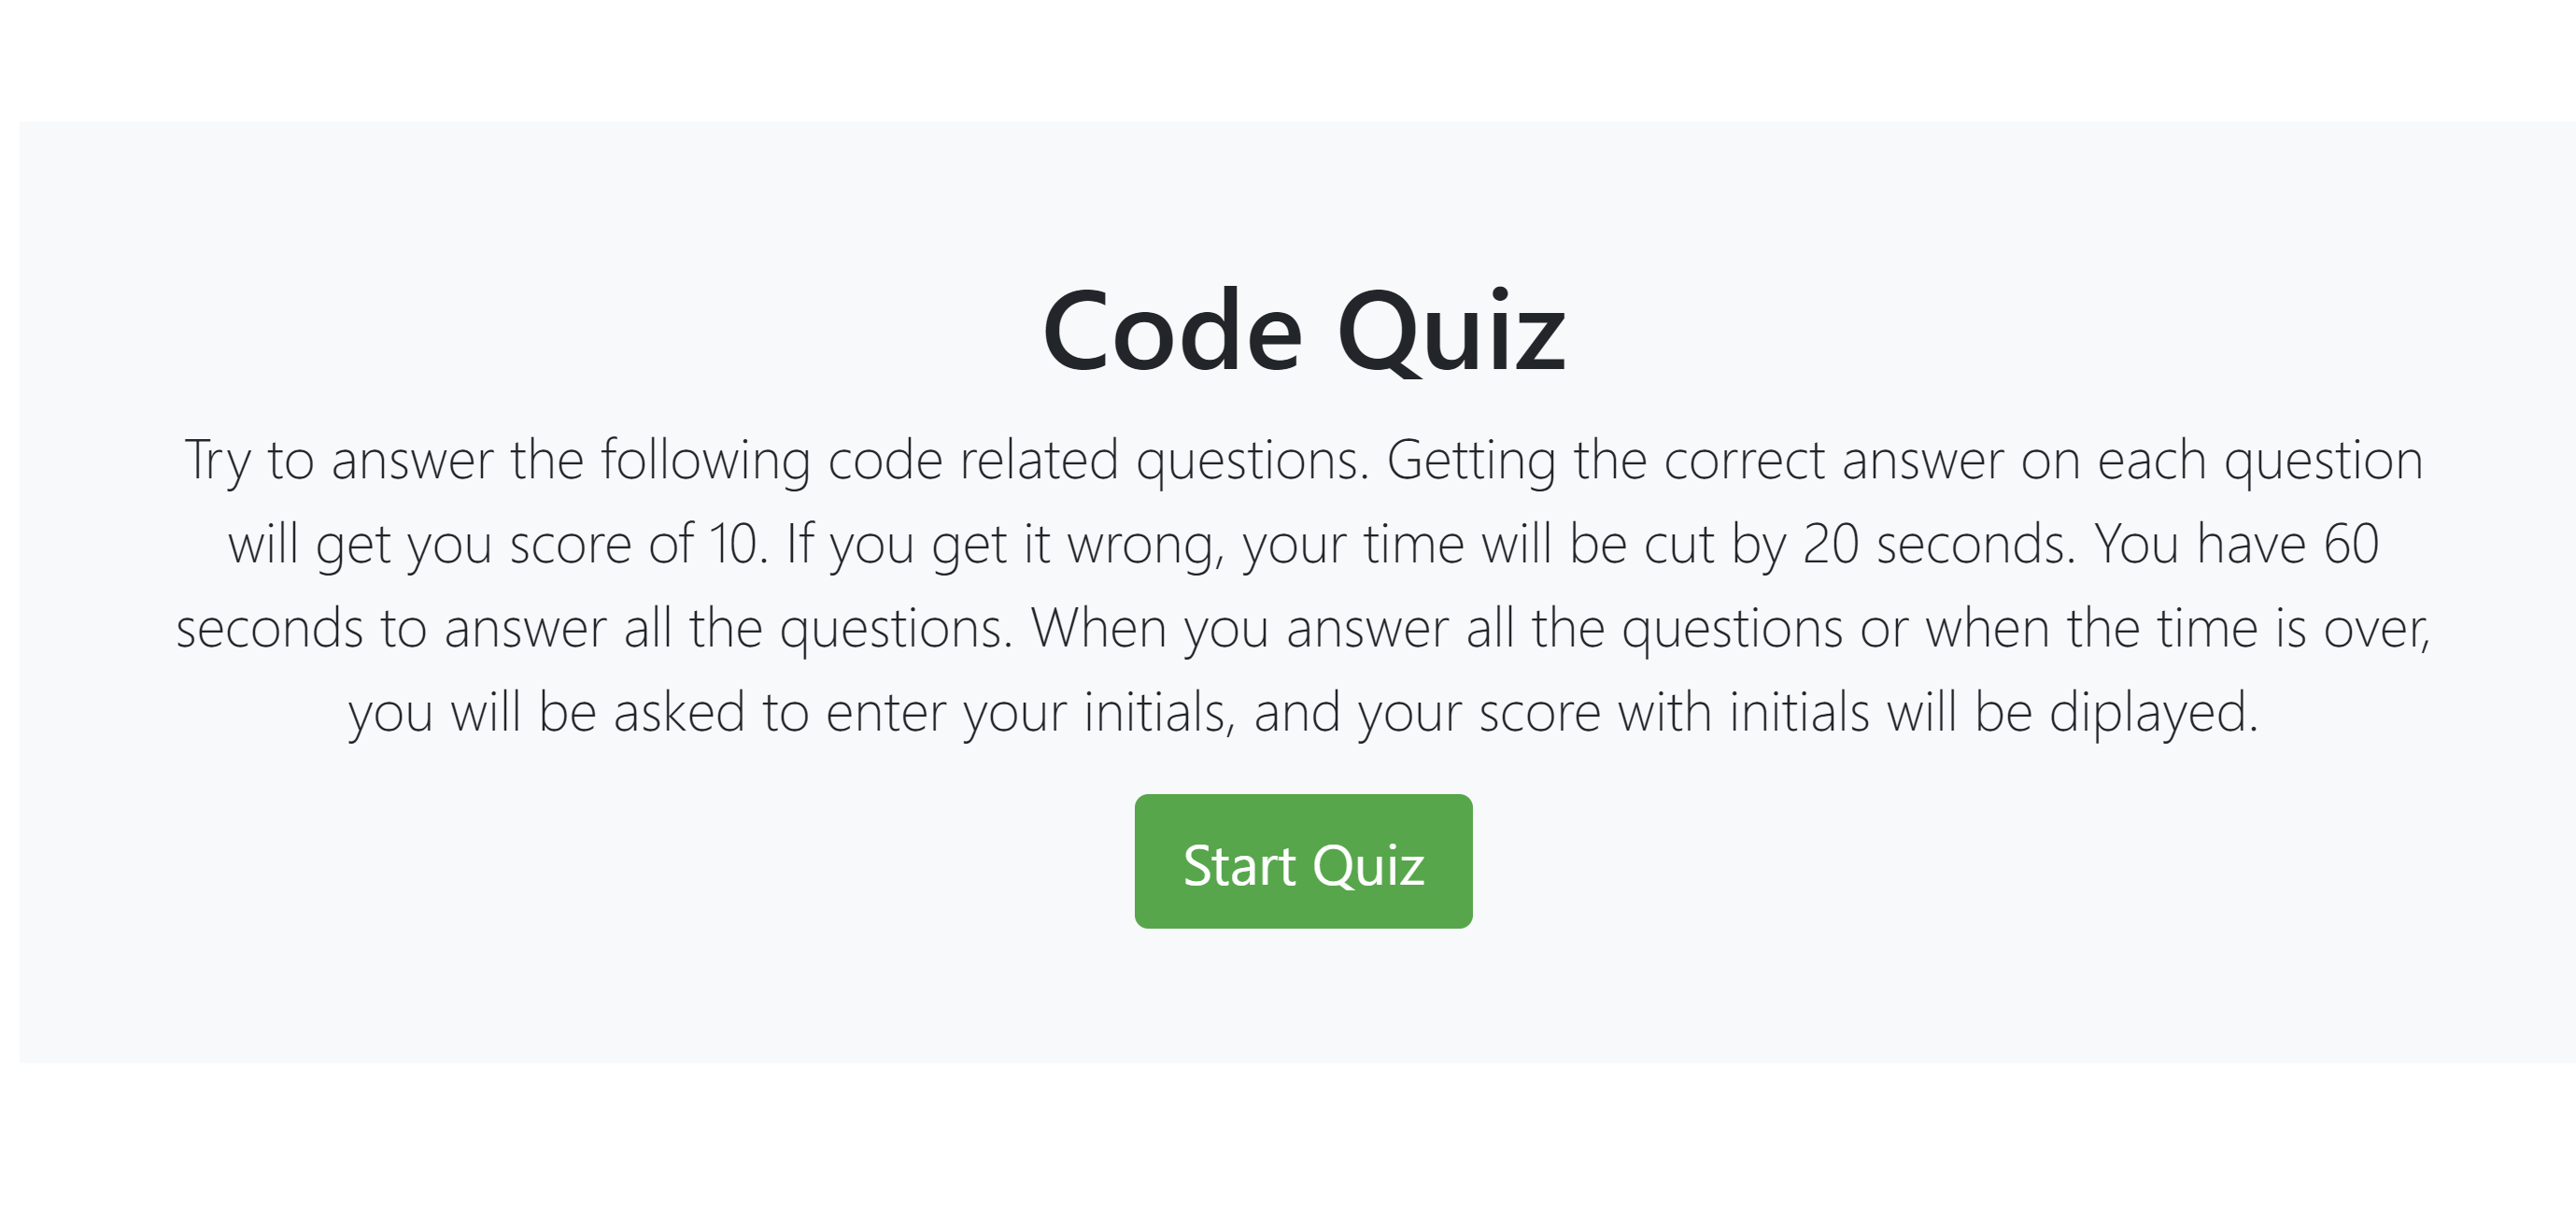 Code Quiz
Try to answer the following code related questions. Getting the correct answer on each question
will get you score of 10. If you get it wrong, your time will be cut by 20 seconds. You have 60
seconds to answer all the questions. When you answer all the questions or when the time is over,
you will be asked to enter your initials, and your score with initials will be diplayed.
Start Quiz